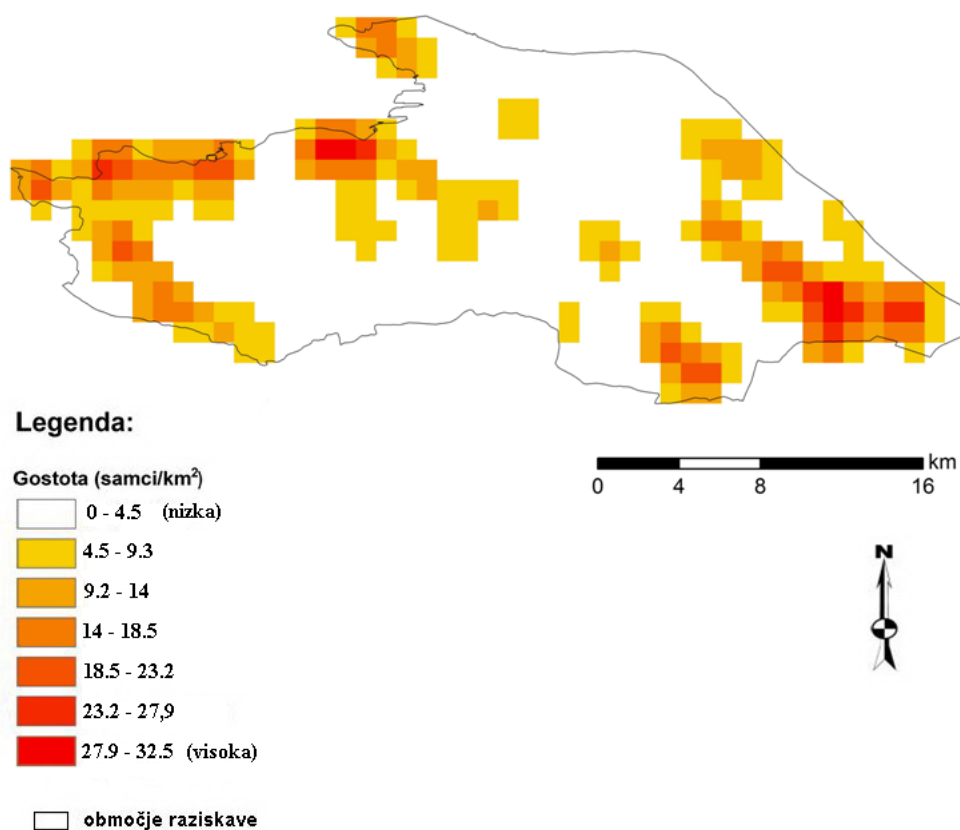 Legenda:
Gostota (samci/km²)
0 - 4.5 (nizka)
4.5 - 9.3
9.2 - 14
14 - 18.5
18.5 - 23.2
23.2 - 27,9
27.9 - 32.5 (visoka)
območje raziskave
km
0 4 8 16
N